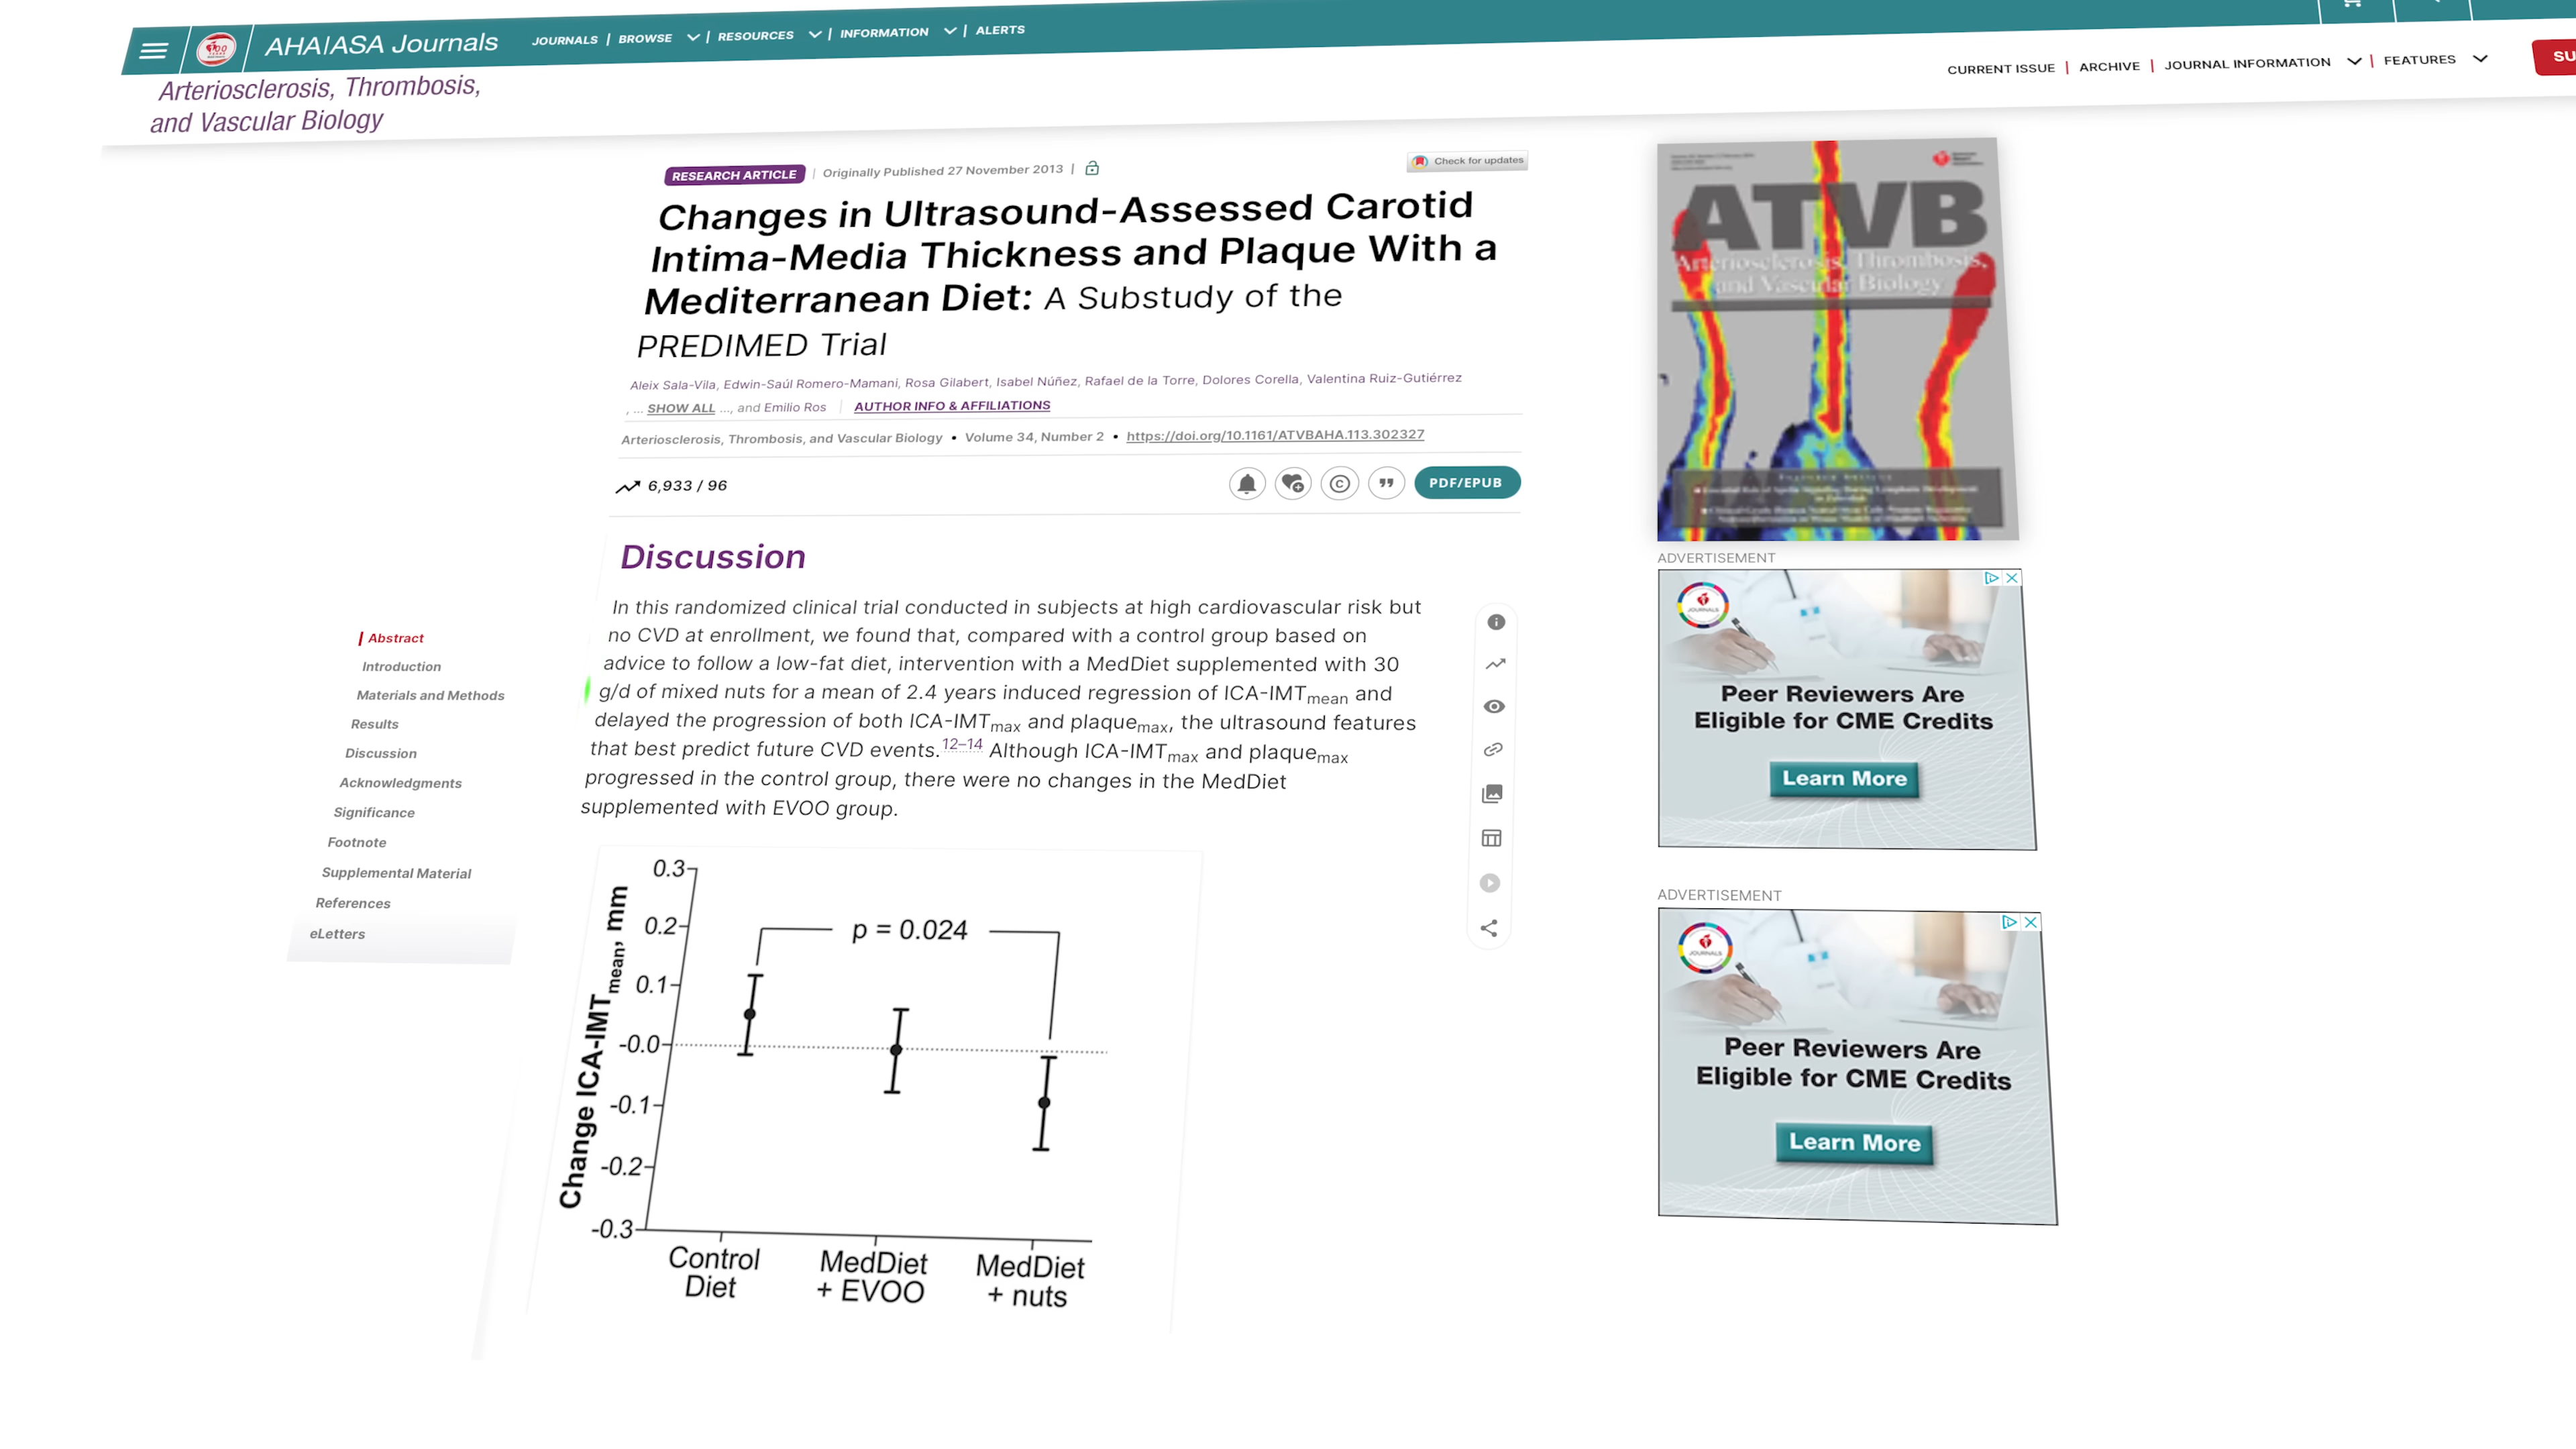 AHA|ASA Journals
JOURNALS | BROWSE | RESOURCES | INFORMATION | ALERTS
Arteriosclerosis, Thrombosis,
and Vascular Biology
CURRENT ISSUE | ARCHIVE | JOURNAL INFORMATION | FEATURES
SU
RESEARCH ARTICLE | Originally Published 27 November 2013 |
Check for updates
Changes in Ultrasound-Assessed Carotid
Intima-Media Thickness and Plaque With a
Mediterranean Diet: A Substudy of the
PREDIMED Trial
Aleix Sala-Vila, Edwin-Saúl Romero-Mamani, Rosa Gilabert, Isabel Núñez, Rafael de la Torre, Dolores Corella, Valentina Ruiz-Gutiérrez
, ... SHOW ALL ..., and Emilio Ros | AUTHOR INFO & AFFILIATIONS
Arteriosclerosis, Thrombosis, and Vascular Biology • Volume 34, Number 2 • https://doi.org/10.1161/ATVBAHA.113.302327
6,933 / 96
PDF/EPUB
Discussion
In this randomized clinical trial conducted in subjects at high cardiovascular risk but
no CVD at enrollment, we found that, compared with a control group based on
advice to follow a low-fat diet, intervention with a MedDiet supplemented with 30
g/d of mixed nuts for a mean of 2.4 years induced regression of ICA-IMTmean and
delayed the progression of both ICA-IMTmax and plaquemax, the ultrasound features
that best predict future CVD events.12–14 Although ICA-IMTmax and plaquemax
progressed in the control group, there were no changes in the MedDiet
supplemented with EVOO group.
Abstract
Introduction
Materials and Methods
Results
Discussion
Acknowledgments
Significance
Footnote
Supplemental Material
References
eLetters
Change ICA-IMTmean, mm
0.3
0.2
0.1
-0.0
-0.1
-0.2
-0.3
p = 0.024
Control
Diet
MedDiet
+ EVOO
MedDiet
+ nuts
ATVB
Arteriosclerosis, Thrombosis,
and Vascular Biology
ADVERTISEMENT
JOURNALS
Peer Reviewers Are
Eligible for CME Credits
Learn More
ADVERTISEMENT
JOURNALS
Peer Reviewers Are
Eligible for CME Credits
Learn More